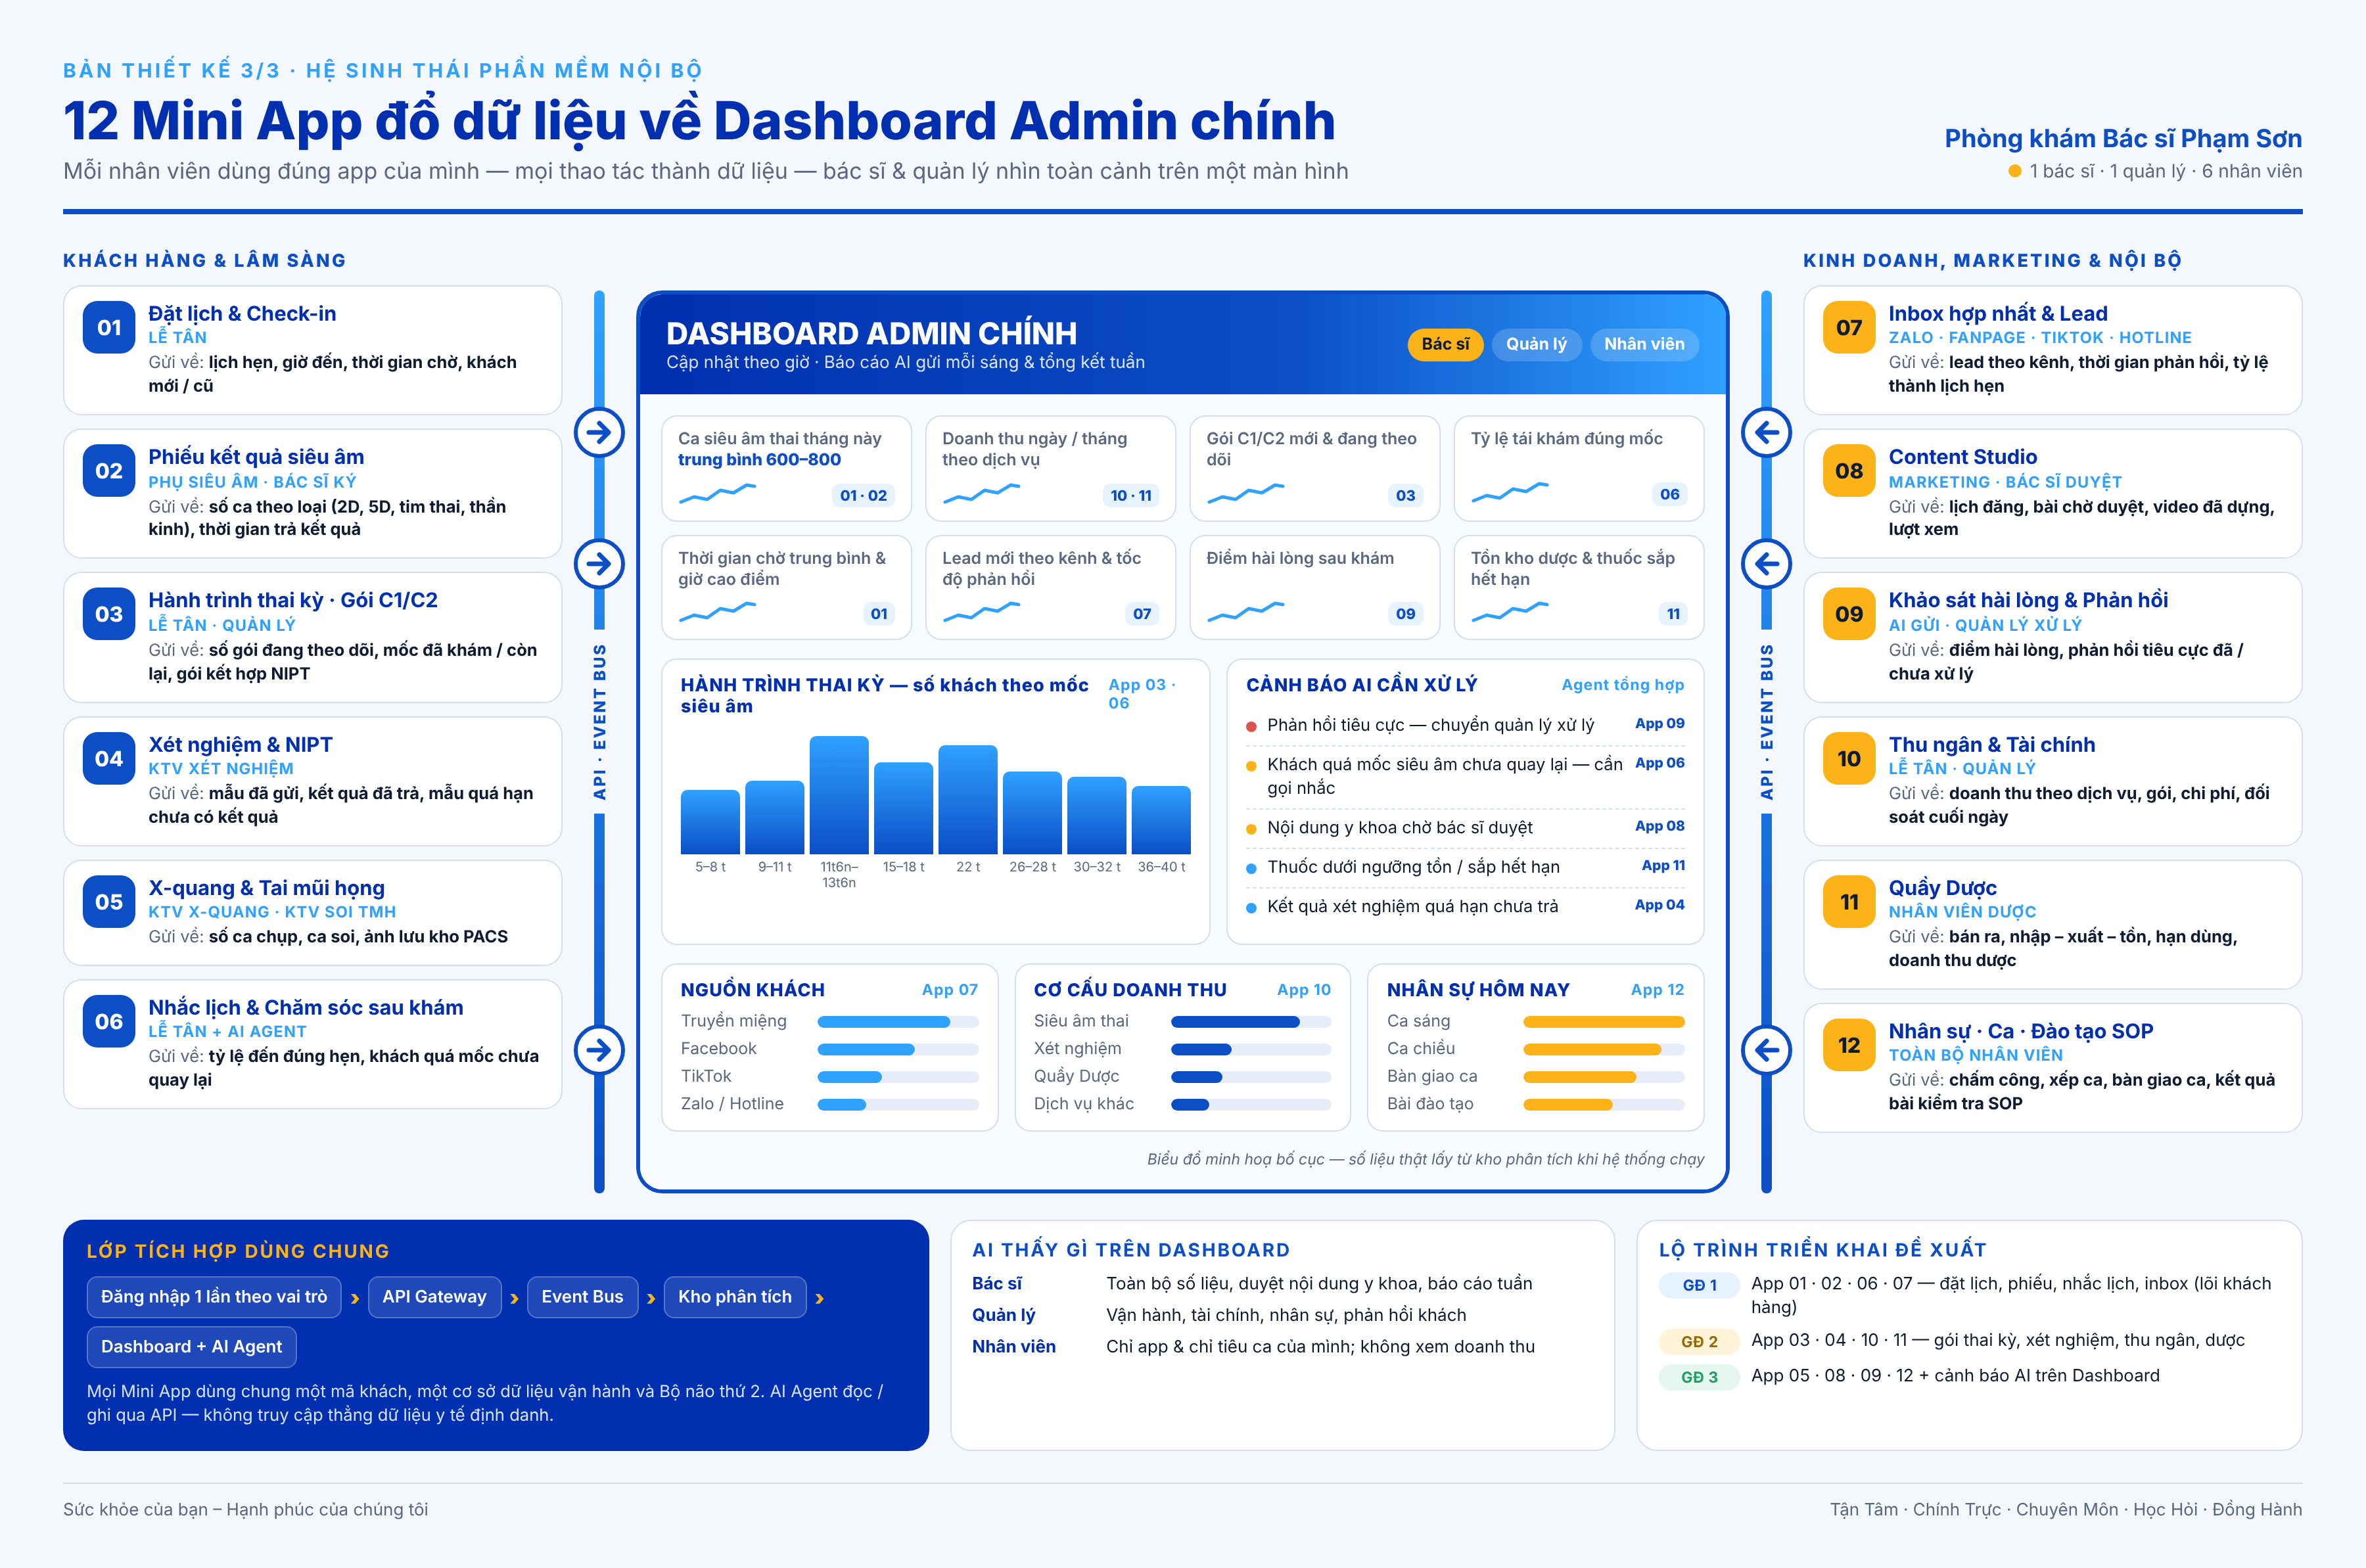 BẢN THIẾT KẾ 3/3 · HỆ SINH THÁI PHẦN MỀM NỘI BỘ
12 Mini App đổ dữ liệu về Dashboard Admin chính
Mỗi nhân viên dùng đúng app của mình — mọi thao tác thành dữ liệu — bác sĩ & quản lý nhìn toàn cảnh trên một màn hình
Phòng khám Bác sĩ Phạm Sơn
1 bác sĩ · 1 quản lý · 6 nhân viên
KHÁCH HÀNG & LÂM SÀNG
01
Đặt lịch & Check-in
LỄ TÂN
Gửi về: lịch hẹn, giờ đến, thời gian chờ, khách
mới / cũ
02
Phiếu kết quả siêu âm
PHỤ SIÊU ÂM · BÁC SĨ KÝ
Gửi về: số ca theo loại (2D, 5D, tim thai, thần
kinh), thời gian trả kết quả
03
Hành trình thai kỳ · Gói C1/C2
LỄ TÂN · QUẢN LÝ
Gửi về: số gói đang theo dõi, mốc đã khám / còn
lại, gói kết hợp NIPT
04
Xét nghiệm & NIPT
KTV XÉT NGHIỆM
Gửi về: mẫu đã gửi, kết quả đã trả, mẫu quá hạn
chưa có kết quả
05
X-quang & Tai mũi họng
KTV X-QUANG · KTV SOI TMH
Gửi về: số ca chụp, ca soi, ảnh lưu kho PACS
06
Nhắc lịch & Chăm sóc sau khám
LỄ TÂN + AI AGENT
Gửi về: tỷ lệ đến đúng hẹn, khách quá mốc chưa
quay lại
API · EVENT BUS
DASHBOARD ADMIN CHÍNH
Cập nhật theo giờ · Báo cáo AI gửi mỗi sáng & tổng kết tuần
Bác sĩ
Quản lý
Nhân viên
Ca siêu âm thai tháng này
trung bình 600–800
01 · 02
Doanh thu ngày / tháng
theo dịch vụ
10 · 11
Gói C1/C2 mới & đang theo
dõi
03
Tỷ lệ tái khám đúng mốc
06
Thời gian chờ trung bình &
giờ cao điểm
01
Lead mới theo kênh & tốc
độ phản hồi
07
Điểm hài lòng sau khám
09
Tồn kho dược & thuốc sắp
hết hạn
11
HÀNH TRÌNH THAI KỲ — số khách theo mốc
siêu âm
App 03 ·
06
5–8 t
9–11 t
11t6n–
13t6n
15–18 t
22 t
26–28 t
30–32 t
36–40 t
CẢNH BÁO AI CẦN XỬ LÝ
Agent tổng hợp
Phản hồi tiêu cực — chuyển quản lý xử lý
App 09
Khách quá mốc siêu âm chưa quay lại — cần
gọi nhắc
App 06
Nội dung y khoa chờ bác sĩ duyệt
App 08
Thuốc dưới ngưỡng tồn / sắp hết hạn
App 11
Kết quả xét nghiệm quá hạn chưa trả
App 04
NGUỒN KHÁCH
App 07
Truyền miệng
Facebook
TikTok
Zalo / Hotline
CƠ CẤU DOANH THU
App 10
Siêu âm thai
Xét nghiệm
Quầy Dược
Dịch vụ khác
NHÂN SỰ HÔM NAY
App 12
Ca sáng
Ca chiều
Bàn giao ca
Bài đào tạo
Biểu đồ minh hoạ bố cục — số liệu thật lấy từ kho phân tích khi hệ thống chạy
API · EVENT BUS
KINH DOANH, MARKETING & NỘI BỘ
07
Inbox hợp nhất & Lead
ZALO · FANPAGE · TIKTOK · HOTLINE
Gửi về: lead theo kênh, thời gian phản hồi, tỷ lệ
thành lịch hẹn
08
Content Studio
MARKETING · BÁC SĨ DUYỆT
Gửi về: lịch đăng, bài chờ duyệt, video đã dựng,
lượt xem
09
Khảo sát hài lòng & Phản hồi
AI GỬI · QUẢN LÝ XỬ LÝ
Gửi về: điểm hài lòng, phản hồi tiêu cực đã /
chưa xử lý
10
Thu ngân & Tài chính
LỄ TÂN · QUẢN LÝ
Gửi về: doanh thu theo dịch vụ, gói, chi phí, đối
soát cuối ngày
11
Quầy Dược
NHÂN VIÊN DƯỢC
Gửi về: bán ra, nhập – xuất – tồn, hạn dùng,
doanh thu dược
12
Nhân sự · Ca · Đào tạo SOP
TOÀN BỘ NHÂN VIÊN
Gửi về: chấm công, xếp ca, bàn giao ca, kết quả
bài kiểm tra SOP
LỚP TÍCH HỢP DÙNG CHUNG
Đăng nhập 1 lần theo vai trò › API Gateway › Event Bus › Kho phân tích ›
Dashboard + AI Agent
Mọi Mini App dùng chung một mã khách, một cơ sở dữ liệu vận hành và Bộ não thứ 2. AI Agent đọc /
ghi qua API — không truy cập thẳng dữ liệu y tế định danh.
AI THẤY GÌ TRÊN DASHBOARD
Bác sĩ Toàn bộ số liệu, duyệt nội dung y khoa, báo cáo tuần
Quản lý Vận hành, tài chính, nhân sự, phản hồi khách
Nhân viên Chỉ app & chỉ tiêu ca của mình; không xem doanh thu
LỘ TRÌNH TRIỂN KHAI ĐỀ XUẤT
GĐ 1 App 01 · 02 · 06 · 07 — đặt lịch, phiếu, nhắc lịch, inbox (lõi khách
hàng)
GĐ 2 App 03 · 04 · 10 · 11 — gói thai kỳ, xét nghiệm, thu ngân, dược
GĐ 3 App 05 · 08 · 09 · 12 + cảnh báo AI trên Dashboard
Sức khỏe của bạn – Hạnh phúc của chúng tôi
Tận Tâm · Chính Trực · Chuyên Môn · Học Hỏi · Đồng Hành